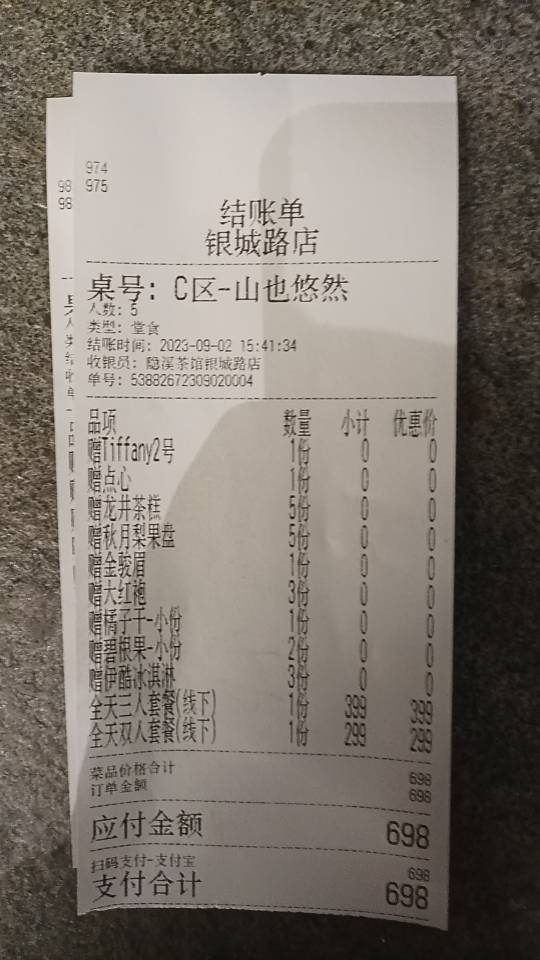 974
975
98
98
结账单
银城路店
桌号: C区-山也悠然
人数: 5
类型: 堂食
结账时间: 2023-09-02 15:41:34
收银员: 隐溪茶馆银城路店
单号: 53882672309020004
品项 数量 小计 优惠价
赠Tiffany2号 1份 0 0
赠点心 1份 0 0
赠龙井茶糕 5份 0 0
赠秋月梨果盘 5份 0 0
赠金骏眉 1份 0 0
赠大红袍 3份 0 0
赠橘子干-小份 1份 0 0
赠碧根果-小份 2份 0 0
赠伊酷冰淇淋 3份 0 0
全天三人套餐(线下) 1份 399 399
全天双人套餐(线下) 1份 299 299
菜品价格合计 698
订单金额 698
应付金额 698
扫码支付-支付宝 698
支付合计 698